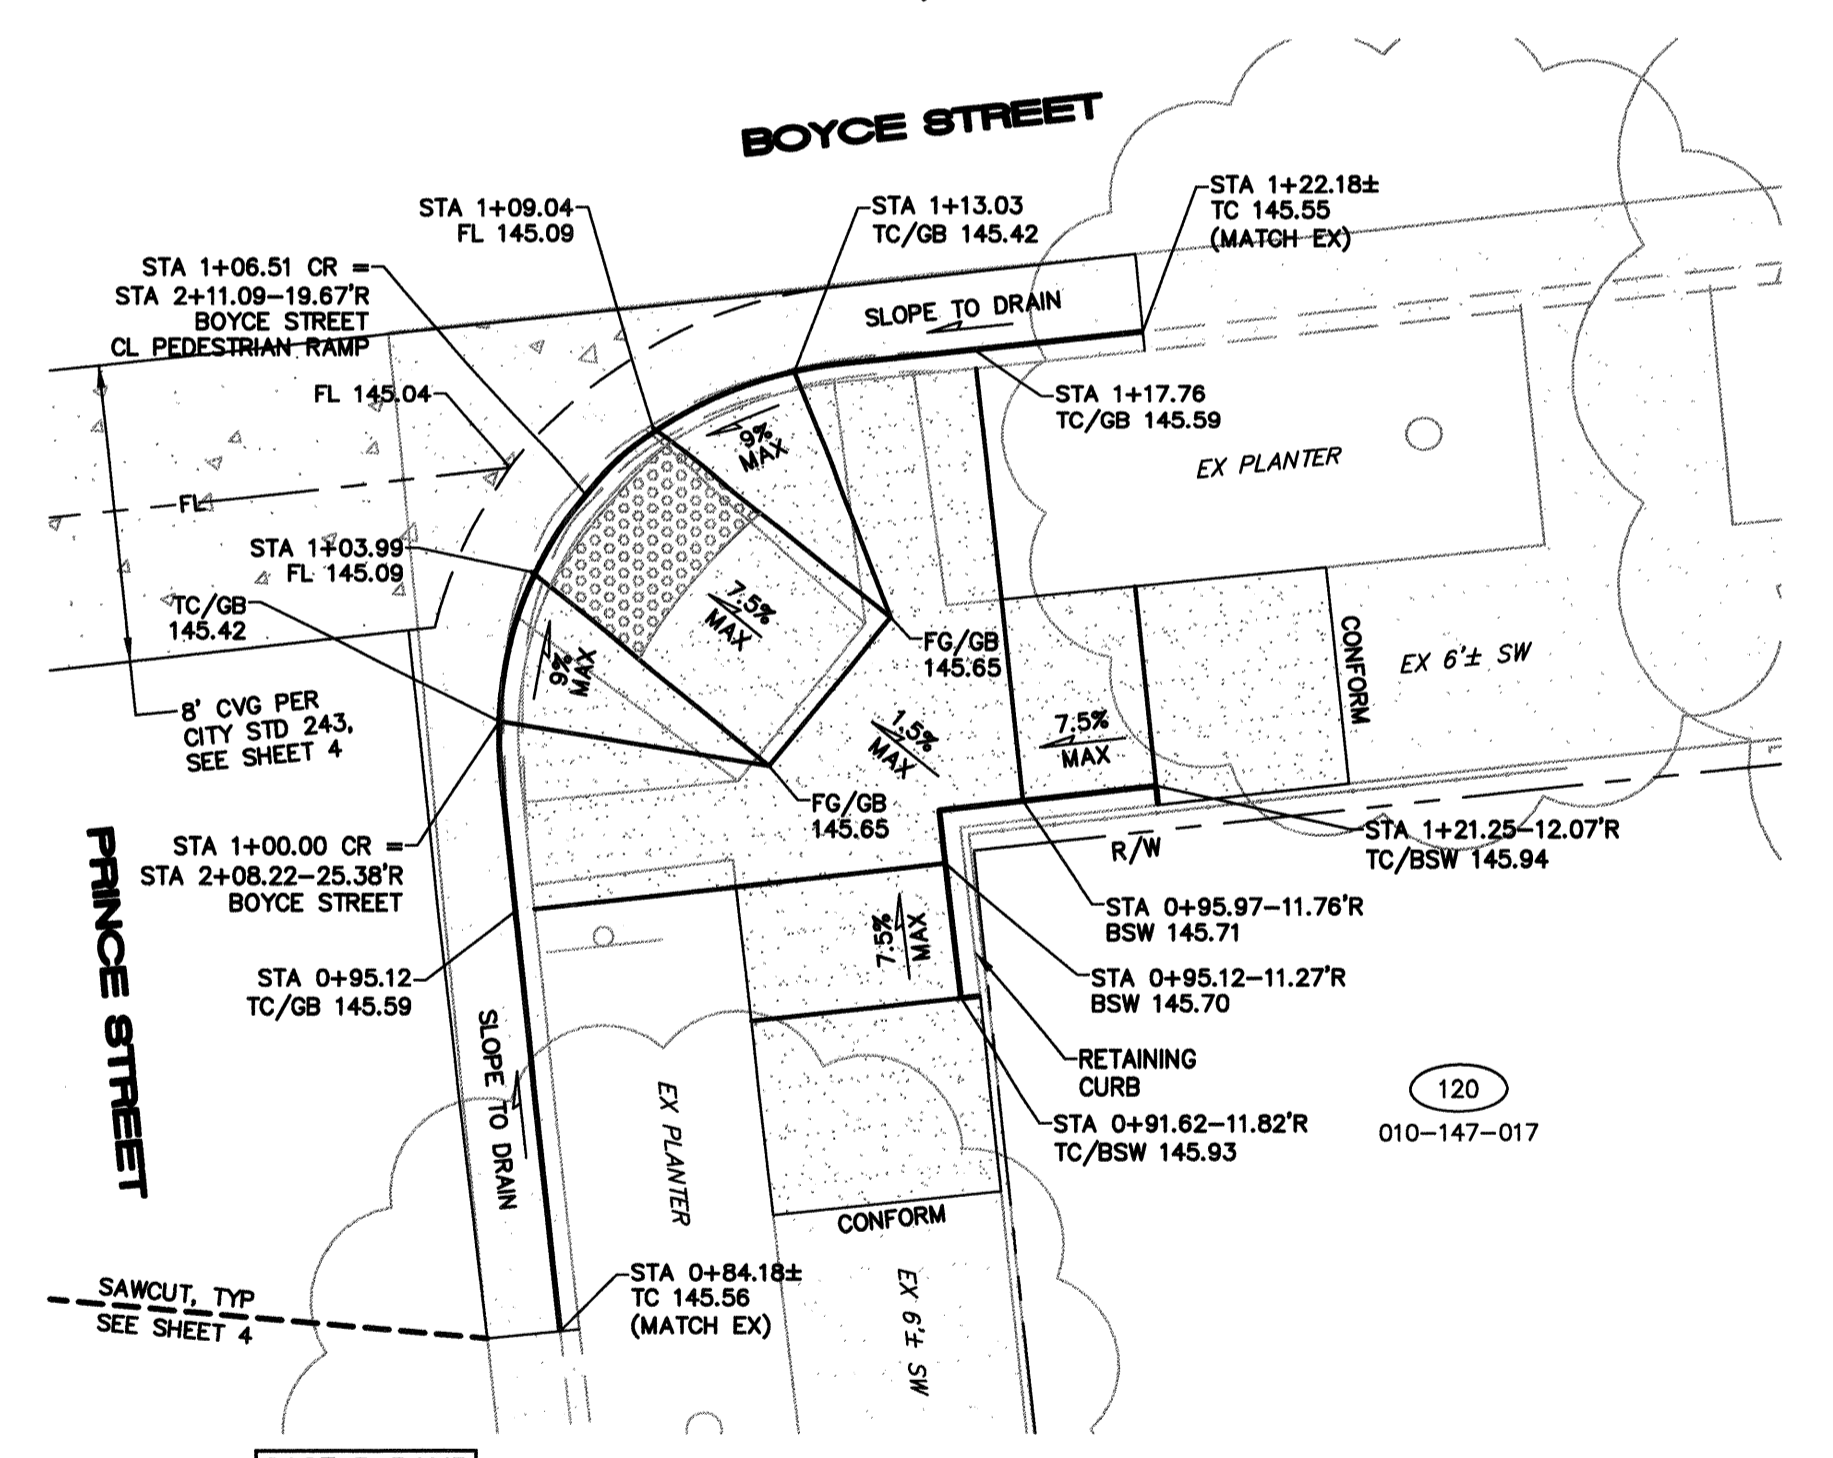 BOYCE STREET
STA 1+09.04
FL 145.09
STA 1+13.03
TC/GB 145.42
STA 1+22.18±
TC 145.55
(MATCH EX)
STA 1+06.51 CR =
STA 2+11.09-19.67'R
BOYCE STREET
CL PEDESTRIAN RAMP
SLOPE TO DRAIN
FL 145.04
STA 1+17.76
TC/GB 145.59
9%
MAX
EX PLANTER
FL
STA 1+03.99
FL 145.09
TC/GB
145.42
7.5%
MAX
9%
MAX
FG/GB
145.65
CONFORM
EX 6'± SW
8' CVG PER
CITY STD 243,
SEE SHEET 4
1.5%
MAX
7.5%
MAX
FG/GB
145.65
STA 1+21.25-12.07'R
TC/BSW 145.94
R/W
PRINCE STREET
STA 1+00.00 CR =
STA 2+08.22-25.38'R
BOYCE STREET
STA 0+95.97-11.76'R
BSW 145.71
7.5%
MAX
STA 0+95.12
TC/GB 145.59
STA 0+95.12-11.27'R
BSW 145.70
SLOPE TO DRAIN
RETAINING
CURB
EX PLANTER
120
010-147-017
STA 0+91.62-11.82'R
TC/BSW 145.93
CONFORM
STA 0+84.18±
TC 145.56
(MATCH EX)
EX 6'± SW
SAWCUT, TYP
SEE SHEET 4